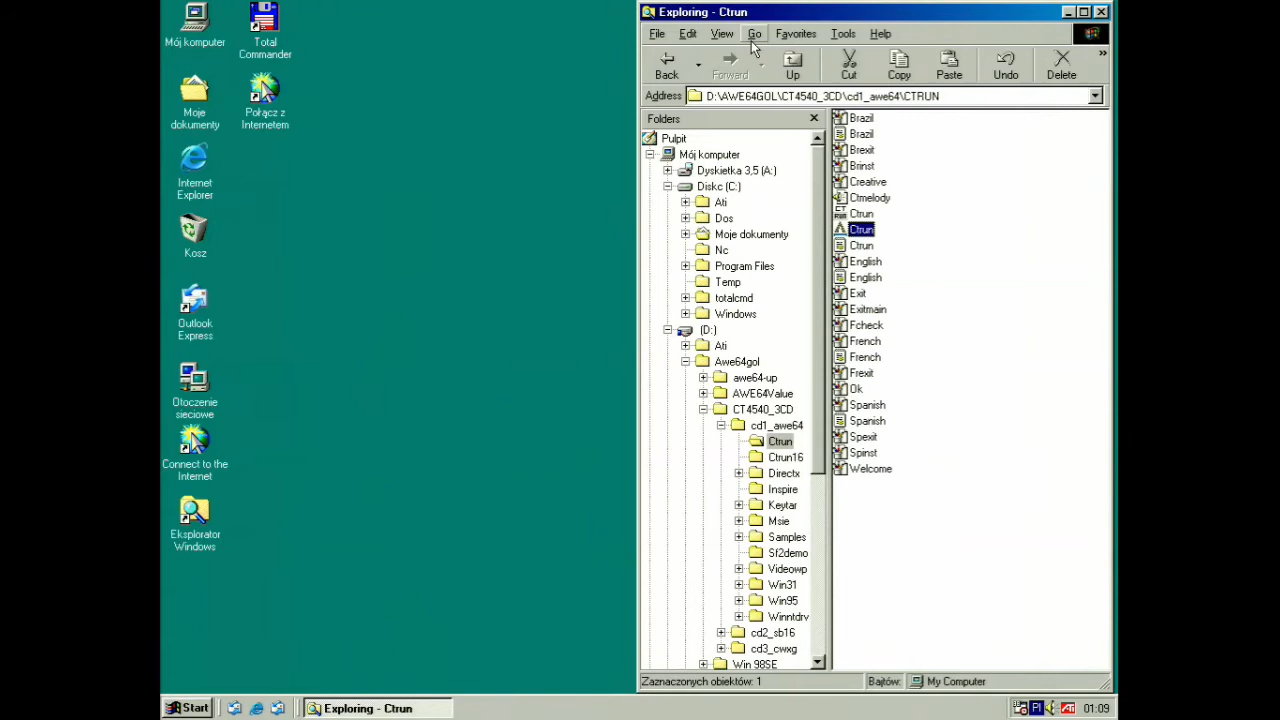 Mój komputer
Total
Commander
Moje
dokumenty
Połącz z
Internetem
Internet
Explorer
Kosz
Outlook
Express
Otoczenie
sieciowe
Connect to the
Internet
Eksplorator
Windows
Exploring - Ctrun
File Edit View Go Favorites Tools Help
Back Forward Up Cut Copy Paste Undo Delete
Address D:\AWE64GOL\CT4540_3CD\cd1_awe64\CTRUN
Folders
Pulpit
Mój komputer
Dyskietka 3,5 (A:)
Diskc (C:)
Ati
Dos
Moje dokumenty
Nc
Program Files
Temp
totalcmd
Windows
(D:)
Ati
Awe64gol
awe64-up
AWE64Value
CT4540_3CD
cd1_awe64
Ctrun
Ctrun16
Directx
Inspire
Keytar
Msie
Samples
Sf2demo
Videowp
Win31
Win95
Winntdrv
cd2_sb16
cd3_cwxg
Win 98SE
Brazil
Brazil
Brexit
Brinst
Creative
Ctmelody
Ctrun
Ctrun
Ctrun
English
English
Exit
Exitmain
Fcheck
French
French
Frexit
Ok
Spanish
Spanish
Spexit
Spinst
Welcome
Zaznaczonych obiektów: 1 Bajtów: My Computer
Start Exploring - Ctrun Pl 01:09